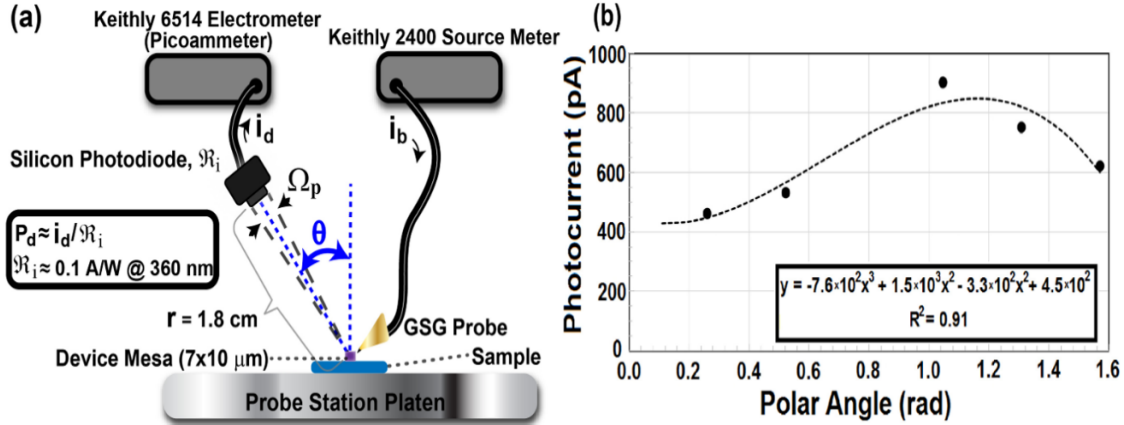 (a)
Keithly 6514 Electrometer
(Picoammeter)
Keithly 2400 Source Meter
i_d
i_b
Silicon Photodiode, ℜ_i
Ω_p
θ
P_d ≈ i_d/ℜ_i
ℜ_i ≈ 0.1 A/W @ 360 nm
r = 1.8 cm
GSG Probe
Device Mesa (7x10 μm)
Sample
Probe Station Platen
(b)
Photocurrent (pA)
1000
800
600
400
200
0
y = -7.6×10²x³ + 1.5×10³x² - 3.3×10²x² + 4.5×10²
R² = 0.91
0.0 0.2 0.4 0.6 0.8 1.0 1.2 1.4 1.6
Polar Angle (rad)